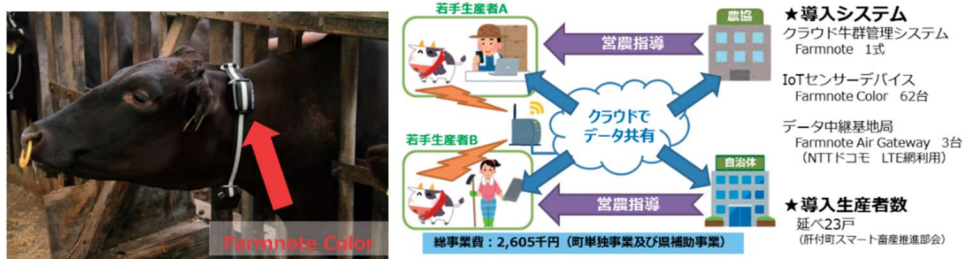 Farmnote Color
若手生産者A
営農指導
農協
クラウドで
データ共有
若手生産者B
営農指導
自治体
総事業費：2,605千円（町単独事業及び県補助事業）
★導入システム
クラウド牛群管理システム
Farmnote 1式
IoTセンサーデバイス
Farmnote Color 62台
データ中継基地局
Farmnote Air Gateway 3台
（NTTドコモ LTE網利用）
★導入生産者数
延べ23戸
（肝付町スマート畜産推進部会）